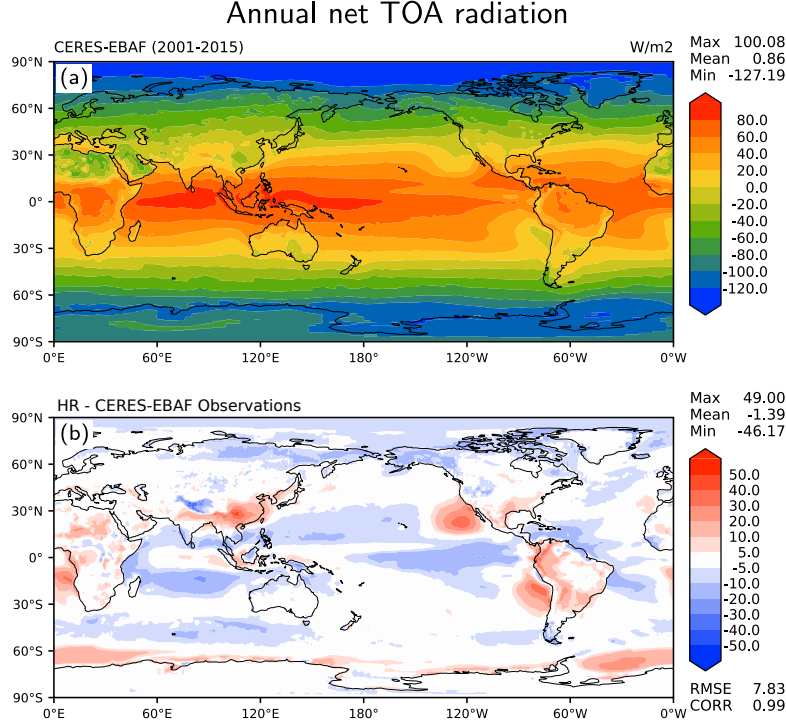 Annual net TOA radiation
CERES-EBAF (2001-2015) W/m2
Max 100.08
Mean 0.86
Min -127.19
(a)
90°N
60°N
30°N
0°
30°S
60°S
90°S
0°E 60°E 120°E 180° 120°W 60°W 0°W
80.0
60.0
40.0
20.0
0.0
-20.0
-40.0
-60.0
-80.0
-100.0
-120.0
HR - CERES-EBAF Observations
Max 49.00
Mean -1.39
Min -46.17
(b)
90°N
60°N
30°N
0°
30°S
60°S
90°S
0°E 60°E 120°E 180° 120°W 60°W 0°W
50.0
40.0
30.0
20.0
10.0
5.0
-5.0
-10.0
-20.0
-30.0
-40.0
-50.0
RMSE 7.83
CORR 0.99